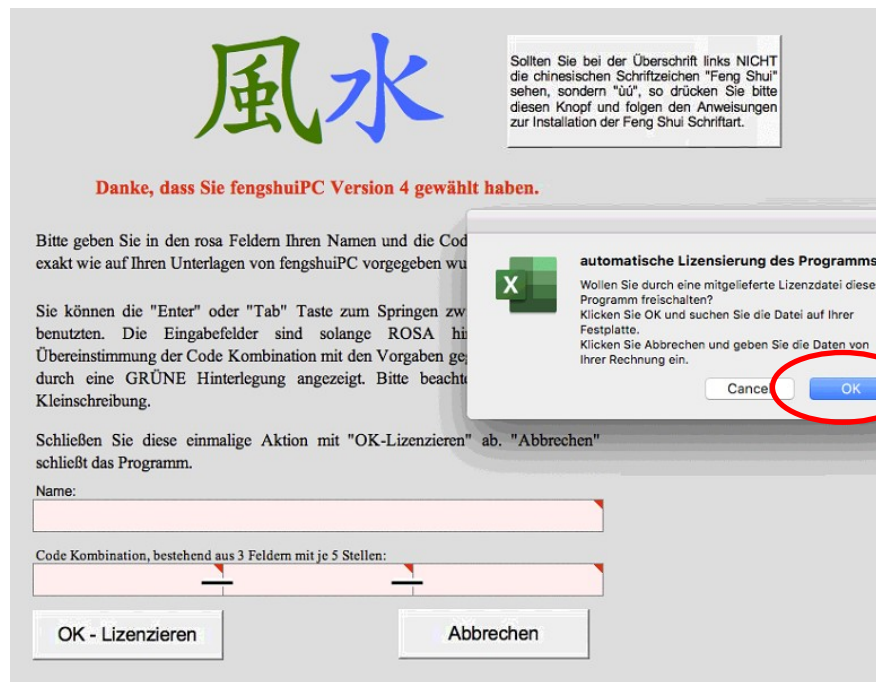 風水
Sollten Sie bei der Überschrift links NICHT
die chinesischen Schriftzeichen "Feng Shui"
sehen, sondern "ùú", so drücken Sie bitte
diesen Knopf und folgen den Anweisungen
zur Installation der Feng Shui Schriftart.
Danke, dass Sie fengshuiPC Version 4 gewählt haben.
Bitte geben Sie in den rosa Feldern Ihren Namen und die Cod
exakt wie auf Ihren Unterlagen von fengshuiPC vorgegeben wu
Sie können die "Enter" oder "Tab" Taste zum Springen zw
benutzten. Die Eingabefelder sind solange ROSA hi
Übereinstimmung der Code Kombination mit den Vorgaben ge
durch eine GRÜNE Hinterlegung angezeigt. Bitte beacht
Kleinschreibung.
Schließen Sie diese einmalige Aktion mit "OK-Lizenzieren" ab. "Abbrechen"
schließt das Programm.
Name:
Code Kombination, bestehend aus 3 Feldern mit je 5 Stellen:
OK - Lizenzieren
Abbrechen
X
automatische Lizensierung des Programms
Wollen Sie durch eine mitgelieferte Lizenzdatei diese
Programm freischalten?
Klicken Sie OK und suchen Sie die Datei auf Ihrer
Festplatte.
Klicken Sie Abbrechen und geben Sie die Daten von
Ihrer Rechnung ein.
Cancel
OK